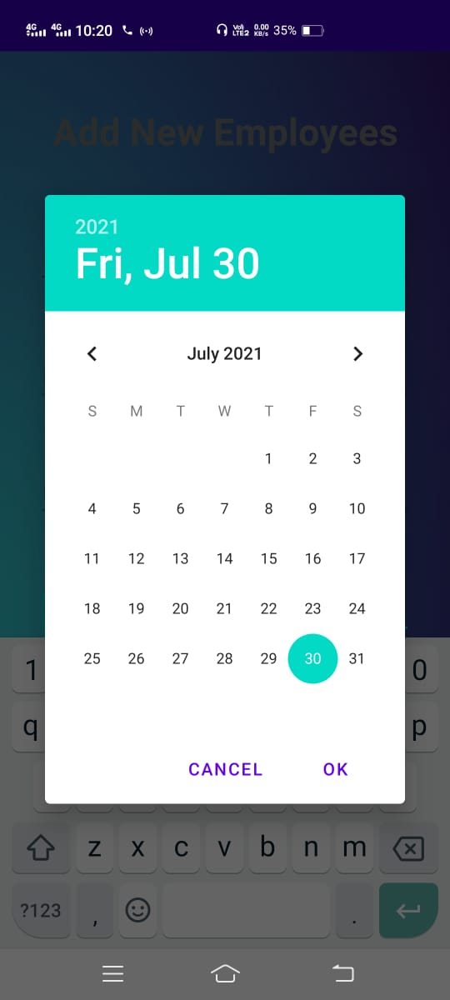 4G 4G 10:20 Volt LTE2 0.00 KB/s 35%
Add New Employees
2021
Fri, Jul 30
July 2021
S M T W T F S
1 2 3
4 5 6 7 8 9 10
11 12 13 14 15 16 17
18 19 20 21 22 23 24
25 26 27 28 29 30 31
CANCEL OK
1 0
q p
z x c v b n m
?123 , .